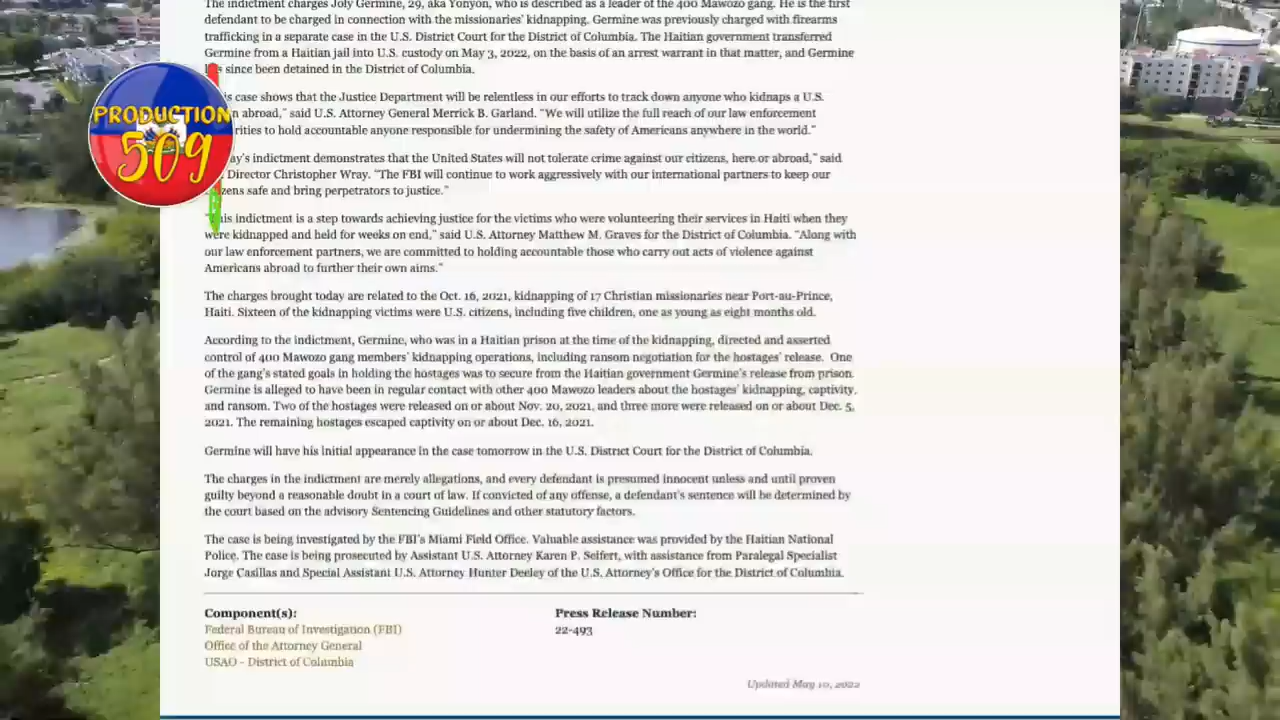 The indictment charges Joly Germine, 29, aka Yonyon, who is described as a leader of the 400 Mawozo gang. He is the first
defendant to be charged in connection with the missionaries' kidnapping. Germine was previously charged with firearms
trafficking in a separate case in the U.S. District Court for the District of Columbia. The Haitian government transferred
Germine from a Haitian jail into U.S. custody on May 3, 2022, on the basis of an arrest warrant in that matter, and Germine
since been detained in the District of Columbia.
case shows that the Justice Department will be relentless in our efforts to track down anyone who kidnaps a U.S.
abroad," said U.S. Attorney General Merrick B. Garland. "We will utilize the full reach of our law enforcement
to hold accountable anyone responsible for undermining the safety of Americans anywhere in the world."
PRODUCTION
509
indictment demonstrates that the United States will not tolerate crime against our citizens, here or abroad," said
Director Christopher Wray. "The FBI will continue to work aggressively with our international partners to keep our
safe and bring perpetrators to justice."
indictment is a step towards achieving justice for the victims who were volunteering their services in Haiti when they
were kidnapped and held for weeks on end," said U.S. Attorney Matthew M. Graves for the District of Columbia. "Along with
our law enforcement partners, we are committed to holding accountable those who carry out acts of violence against
Americans abroad to further their own aims."
The charges brought today are related to the Oct. 16, 2021, kidnapping of 17 Christian missionaries near Port-au-Prince,
Haiti. Sixteen of the kidnapping victims were U.S. citizens, including five children, one as young as eight months old.
According to the indictment, Germine, who was in a Haitian prison at the time of the kidnapping, directed and asserted
control of 400 Mawozo gang members' kidnapping operations, including ransom negotiation for the hostages' release. One
of the gang's stated goals in holding the hostages was to secure from the Haitian government Germine's release from prison.
Germine is alleged to have been in regular contact with other 400 Mawozo leaders about the hostages' kidnapping, captivity,
and ransom. Two of the hostages were released on or about Nov. 20, 2021, and three more were released on or about Dec. 5,
2021. The remaining hostages escaped captivity on or about Dec. 16, 2021.
Germine will have his initial appearance in the case tomorrow in the U.S. District Court for the District of Columbia.
The charges in the indictment are merely allegations, and every defendant is presumed innocent unless and until proven
guilty beyond a reasonable doubt in a court of law. If convicted of any offense, a defendant's sentence will be determined by
the court based on the advisory Sentencing Guidelines and other statutory factors.
The case is being investigated by the FBI's Miami Field Office. Valuable assistance was provided by the Haitian National
Police. The case is being prosecuted by Assistant U.S. Attorney Karen P. Seifert, with assistance from Paralegal Specialist
Jorge Casillas and Special Assistant U.S. Attorney Hunter Deeley of the U.S. Attorney's Office for the District of Columbia.
Component(s):
Federal Bureau of Investigation (FBI)
Office of the Attorney General
USAO - District of Columbia
Press Release Number:
22-493
Updated May 10, 2022